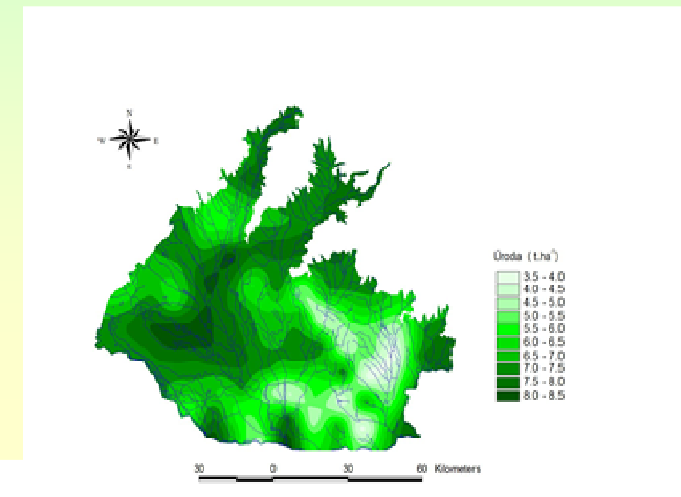 N
W E
S
Úroda ( t.ha⁻¹)
3.5 - 4.0
4.0 - 4.5
4.5 - 5.0
5.0 - 5.5
5.5 - 6.0
6.0 - 6.5
6.5 - 7.0
7.0 - 7.5
7.5 - 8.0
8.0 - 8.5
30 0 30 60 Kilometers